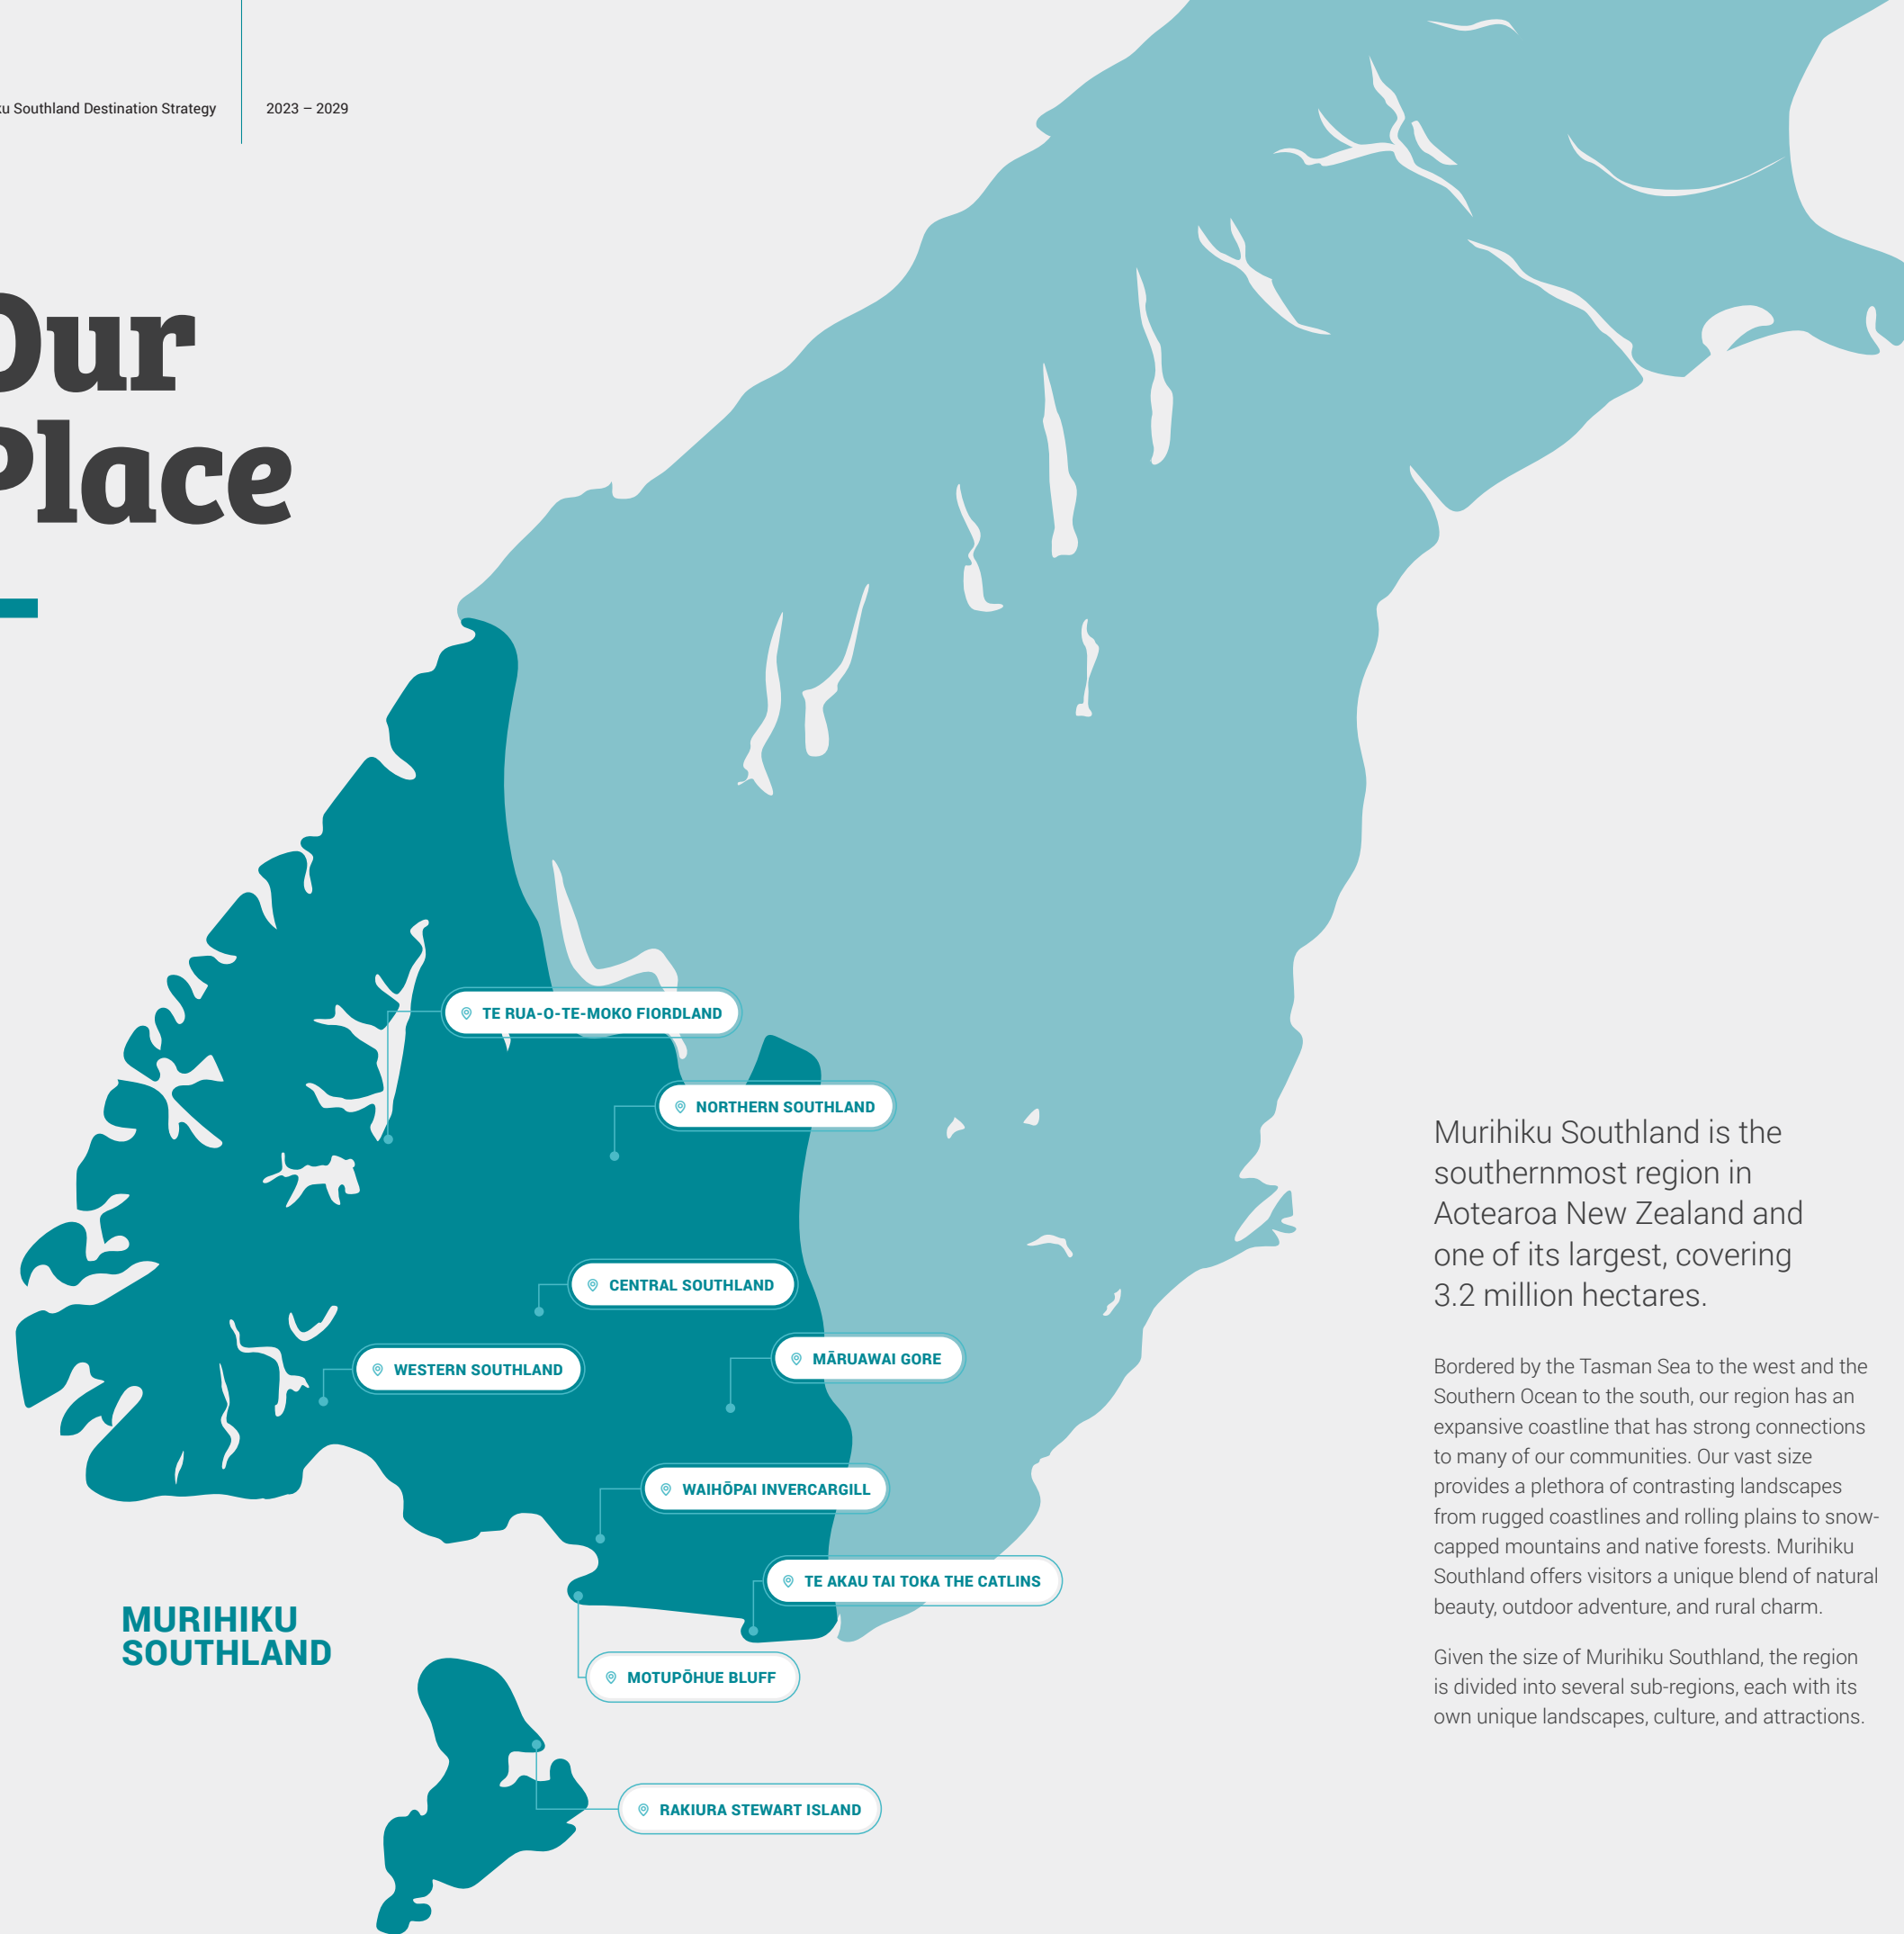 ku Southland Destination Strategy
2023 – 2029
Our
Place
TE RUA-O-TE-MOKO FIORDLAND
NORTHERN SOUTHLAND
CENTRAL SOUTHLAND
MĀRUAWAI GORE
WESTERN SOUTHLAND
WAIHŌPAI INVERCARGILL
TE AKAU TAI TOKA THE CATLINS
MURIHIKU
SOUTHLAND
MOTUPŌHUE BLUFF
RAKIURA STEWART ISLAND
Murihiku Southland is the
southernmost region in
Aotearoa New Zealand and
one of its largest, covering
3.2 million hectares.
Bordered by the Tasman Sea to the west and the
Southern Ocean to the south, our region has an
expansive coastline that has strong connections
to many of our communities. Our vast size
provides a plethora of contrasting landscapes
from rugged coastlines and rolling plains to snow-
capped mountains and native forests. Murihiku
Southland offers visitors a unique blend of natural
beauty, outdoor adventure, and rural charm.
Given the size of Murihiku Southland, the region
is divided into several sub-regions, each with its
own unique landscapes, culture, and attractions.